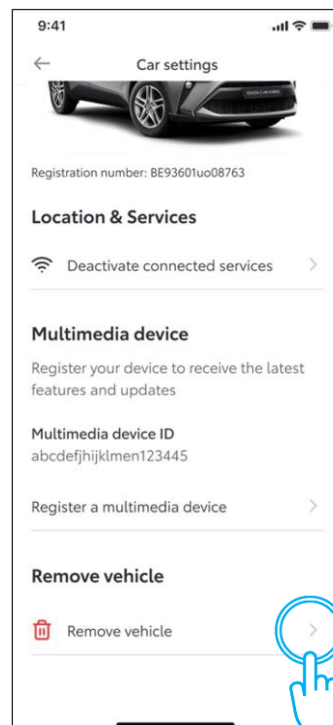 9:41
Car settings
Registration number: BE93601uo08763
Location & Services
Deactivate connected services
Multimedia device
Register your device to receive the latest
features and updates
Multimedia device ID
abcdefjhijklmen123445
Register a multimedia device
Remove vehicle
Remove vehicle